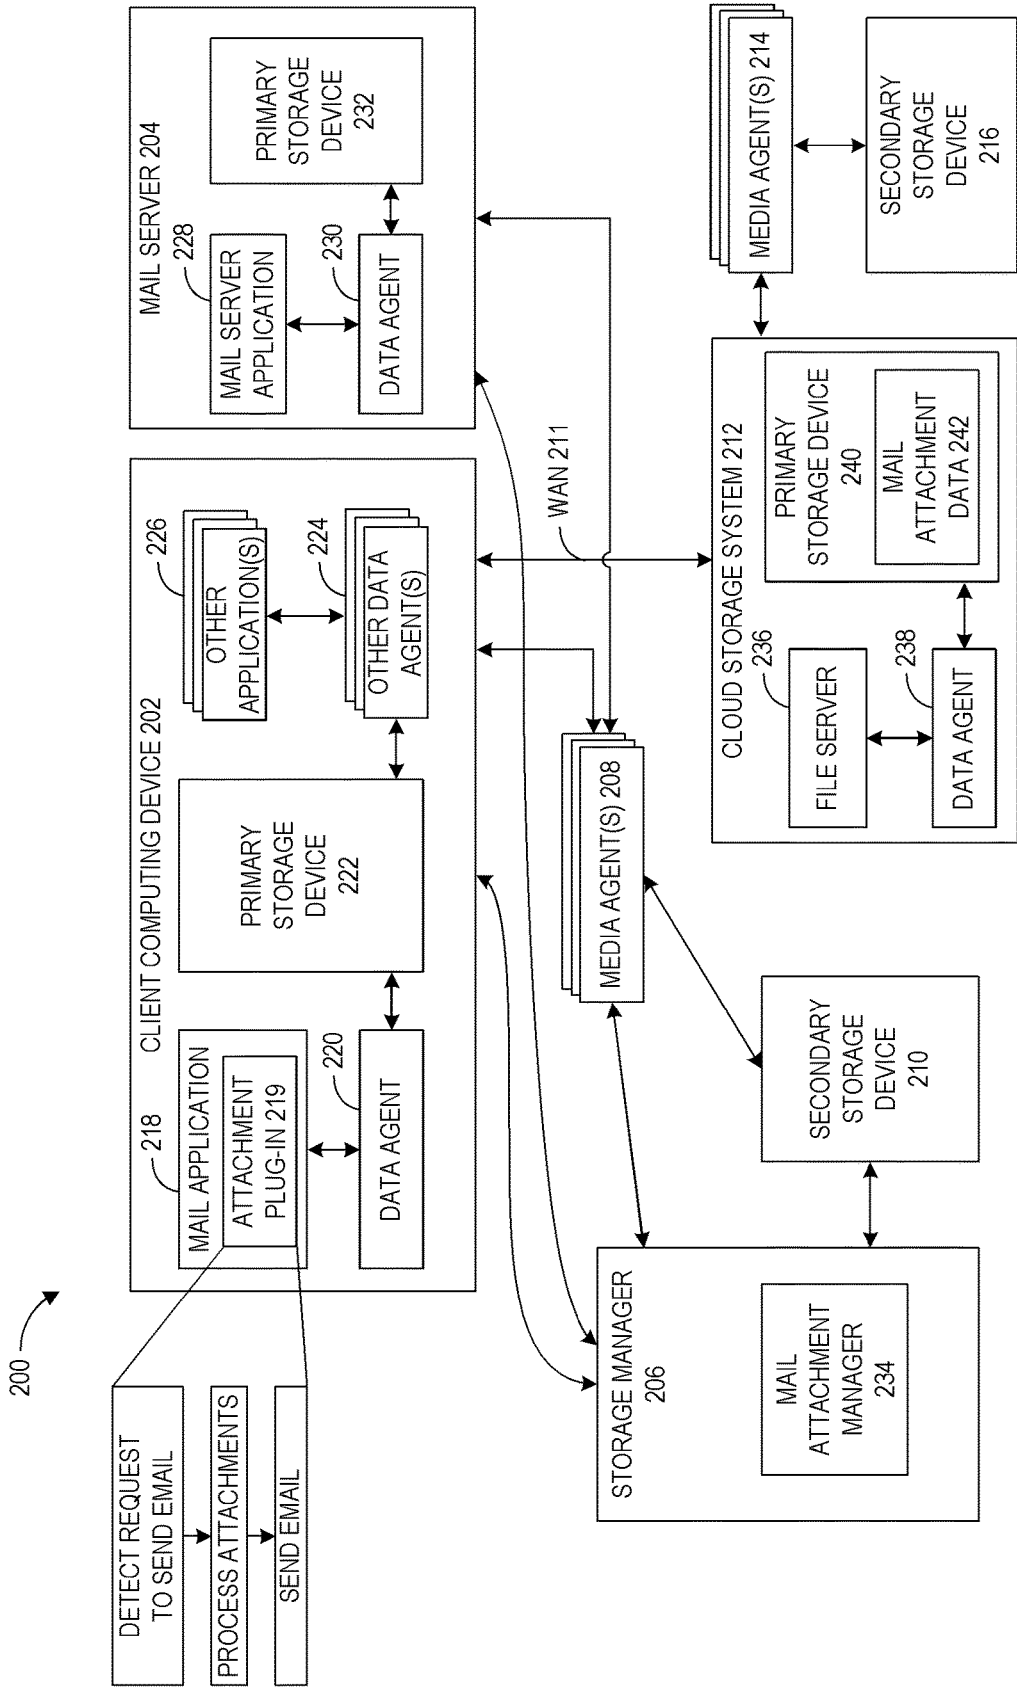 200
DETECT REQUEST
TO SEND EMAIL
PROCESS ATTACHMENTS
SEND EMAIL
CLIENT COMPUTING DEVICE 202
218
MAIL APPLICATION
ATTACHMENT
PLUG-IN 219
220
DATA AGENT
PRIMARY
STORAGE
DEVICE
222
226
OTHER
APPLICATION(S)
224
OTHER DATA
AGENT(S)
MAIL SERVER 204
228
MAIL SERVER
APPLICATION
230
DATA AGENT
PRIMARY
STORAGE
DEVICE
232
STORAGE MANAGER
206
MAIL
ATTACHMENT
MANAGER
234
MEDIA AGENT(S) 208
SECONDARY
STORAGE
DEVICE
210
WAN 211
CLOUD STORAGE SYSTEM 212
236
FILE SERVER
238
DATA AGENT
PRIMARY
STORAGE DEVICE
240
MAIL
ATTACHMENT
DATA 242
MEDIA AGENT(S) 214
SECONDARY
STORAGE
DEVICE
216